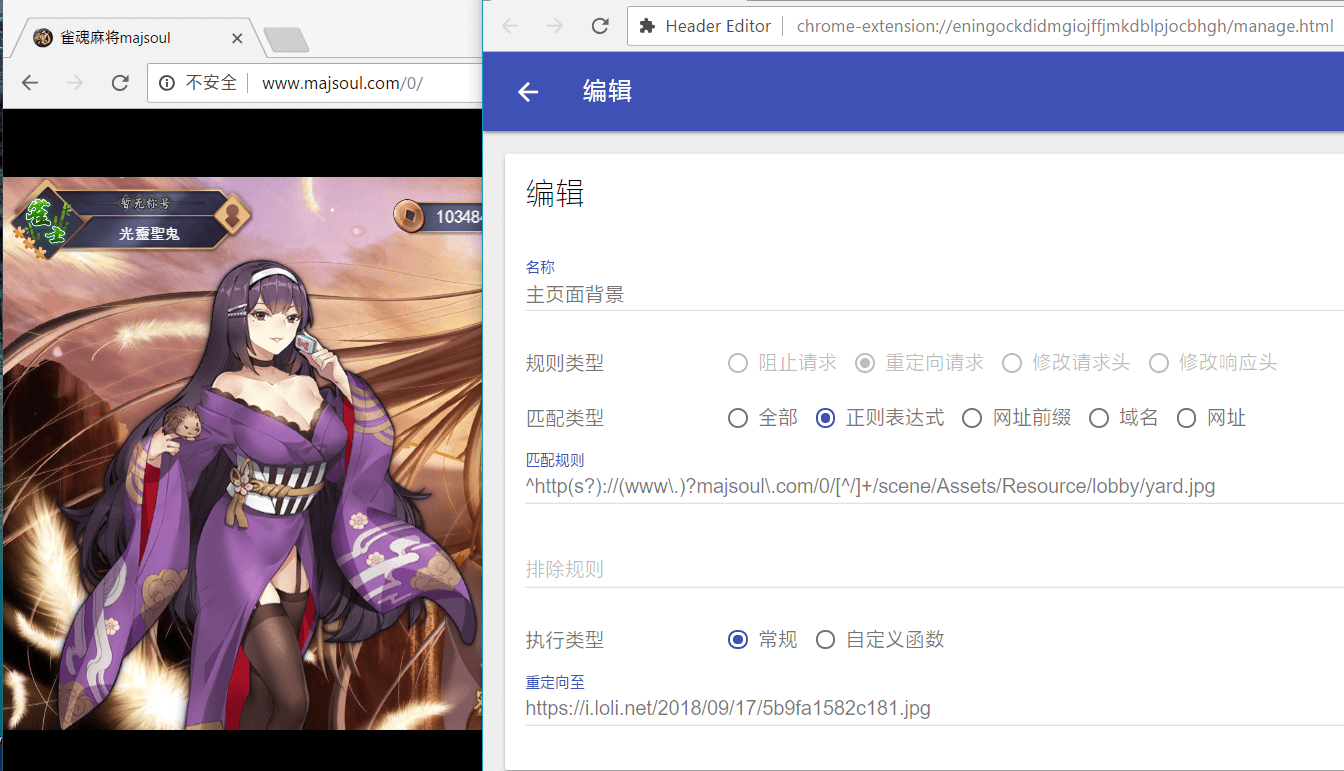 雀魂麻将majsoul
不安全 www.majsoul.com/0/
暂无称号
雀士
光靈聖鬼
10348
Header Editor chrome-extension://eningockdidmgiojffjmkdblpjocbhgh/manage.html
编辑
编辑
名称
主页面背景
规则类型 阻止请求 重定向请求 修改请求头 修改响应头
匹配类型 全部 正则表达式 网址前缀 域名 网址
匹配规则
^http(s?)://(www\.)?majsoul\.com/0/[^/]+/scene/Assets/Resource/lobby/yard.jpg
排除规则
执行类型 常规 自定义函数
重定向至
https://i.loli.net/2018/09/17/5b9fa1582c181.jpg